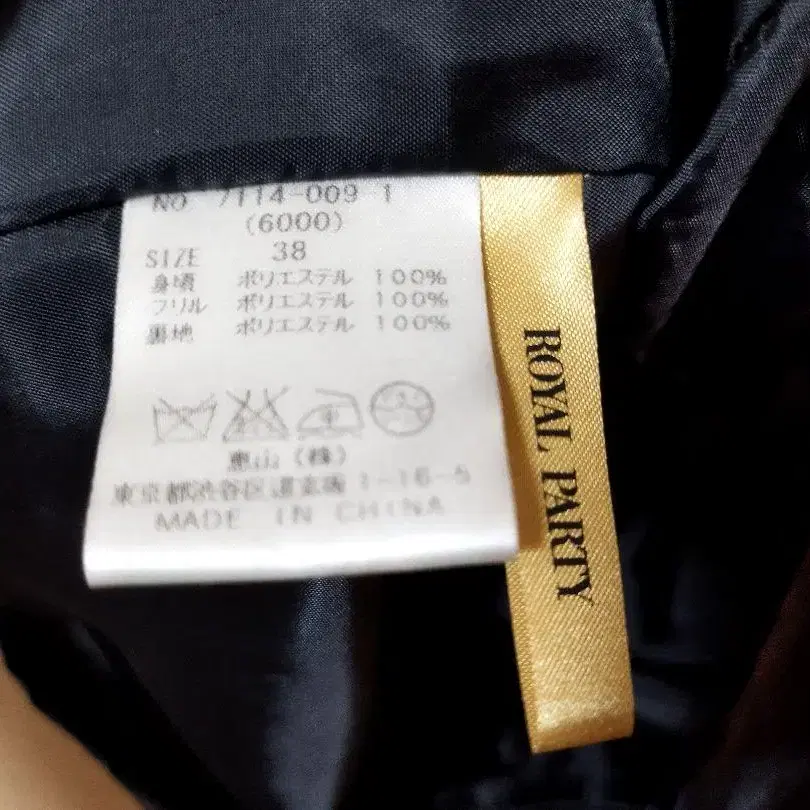 NO 7114-009 1
(6000)
SIZE 38
身頃 ポリエステル 100%
フリル ポリエステル 100%
裏地 ポリエステル 100%
恵山(株)
東京都渋谷区道玄坂1-16-5
MADE IN CHINA
ROYAL PARTY